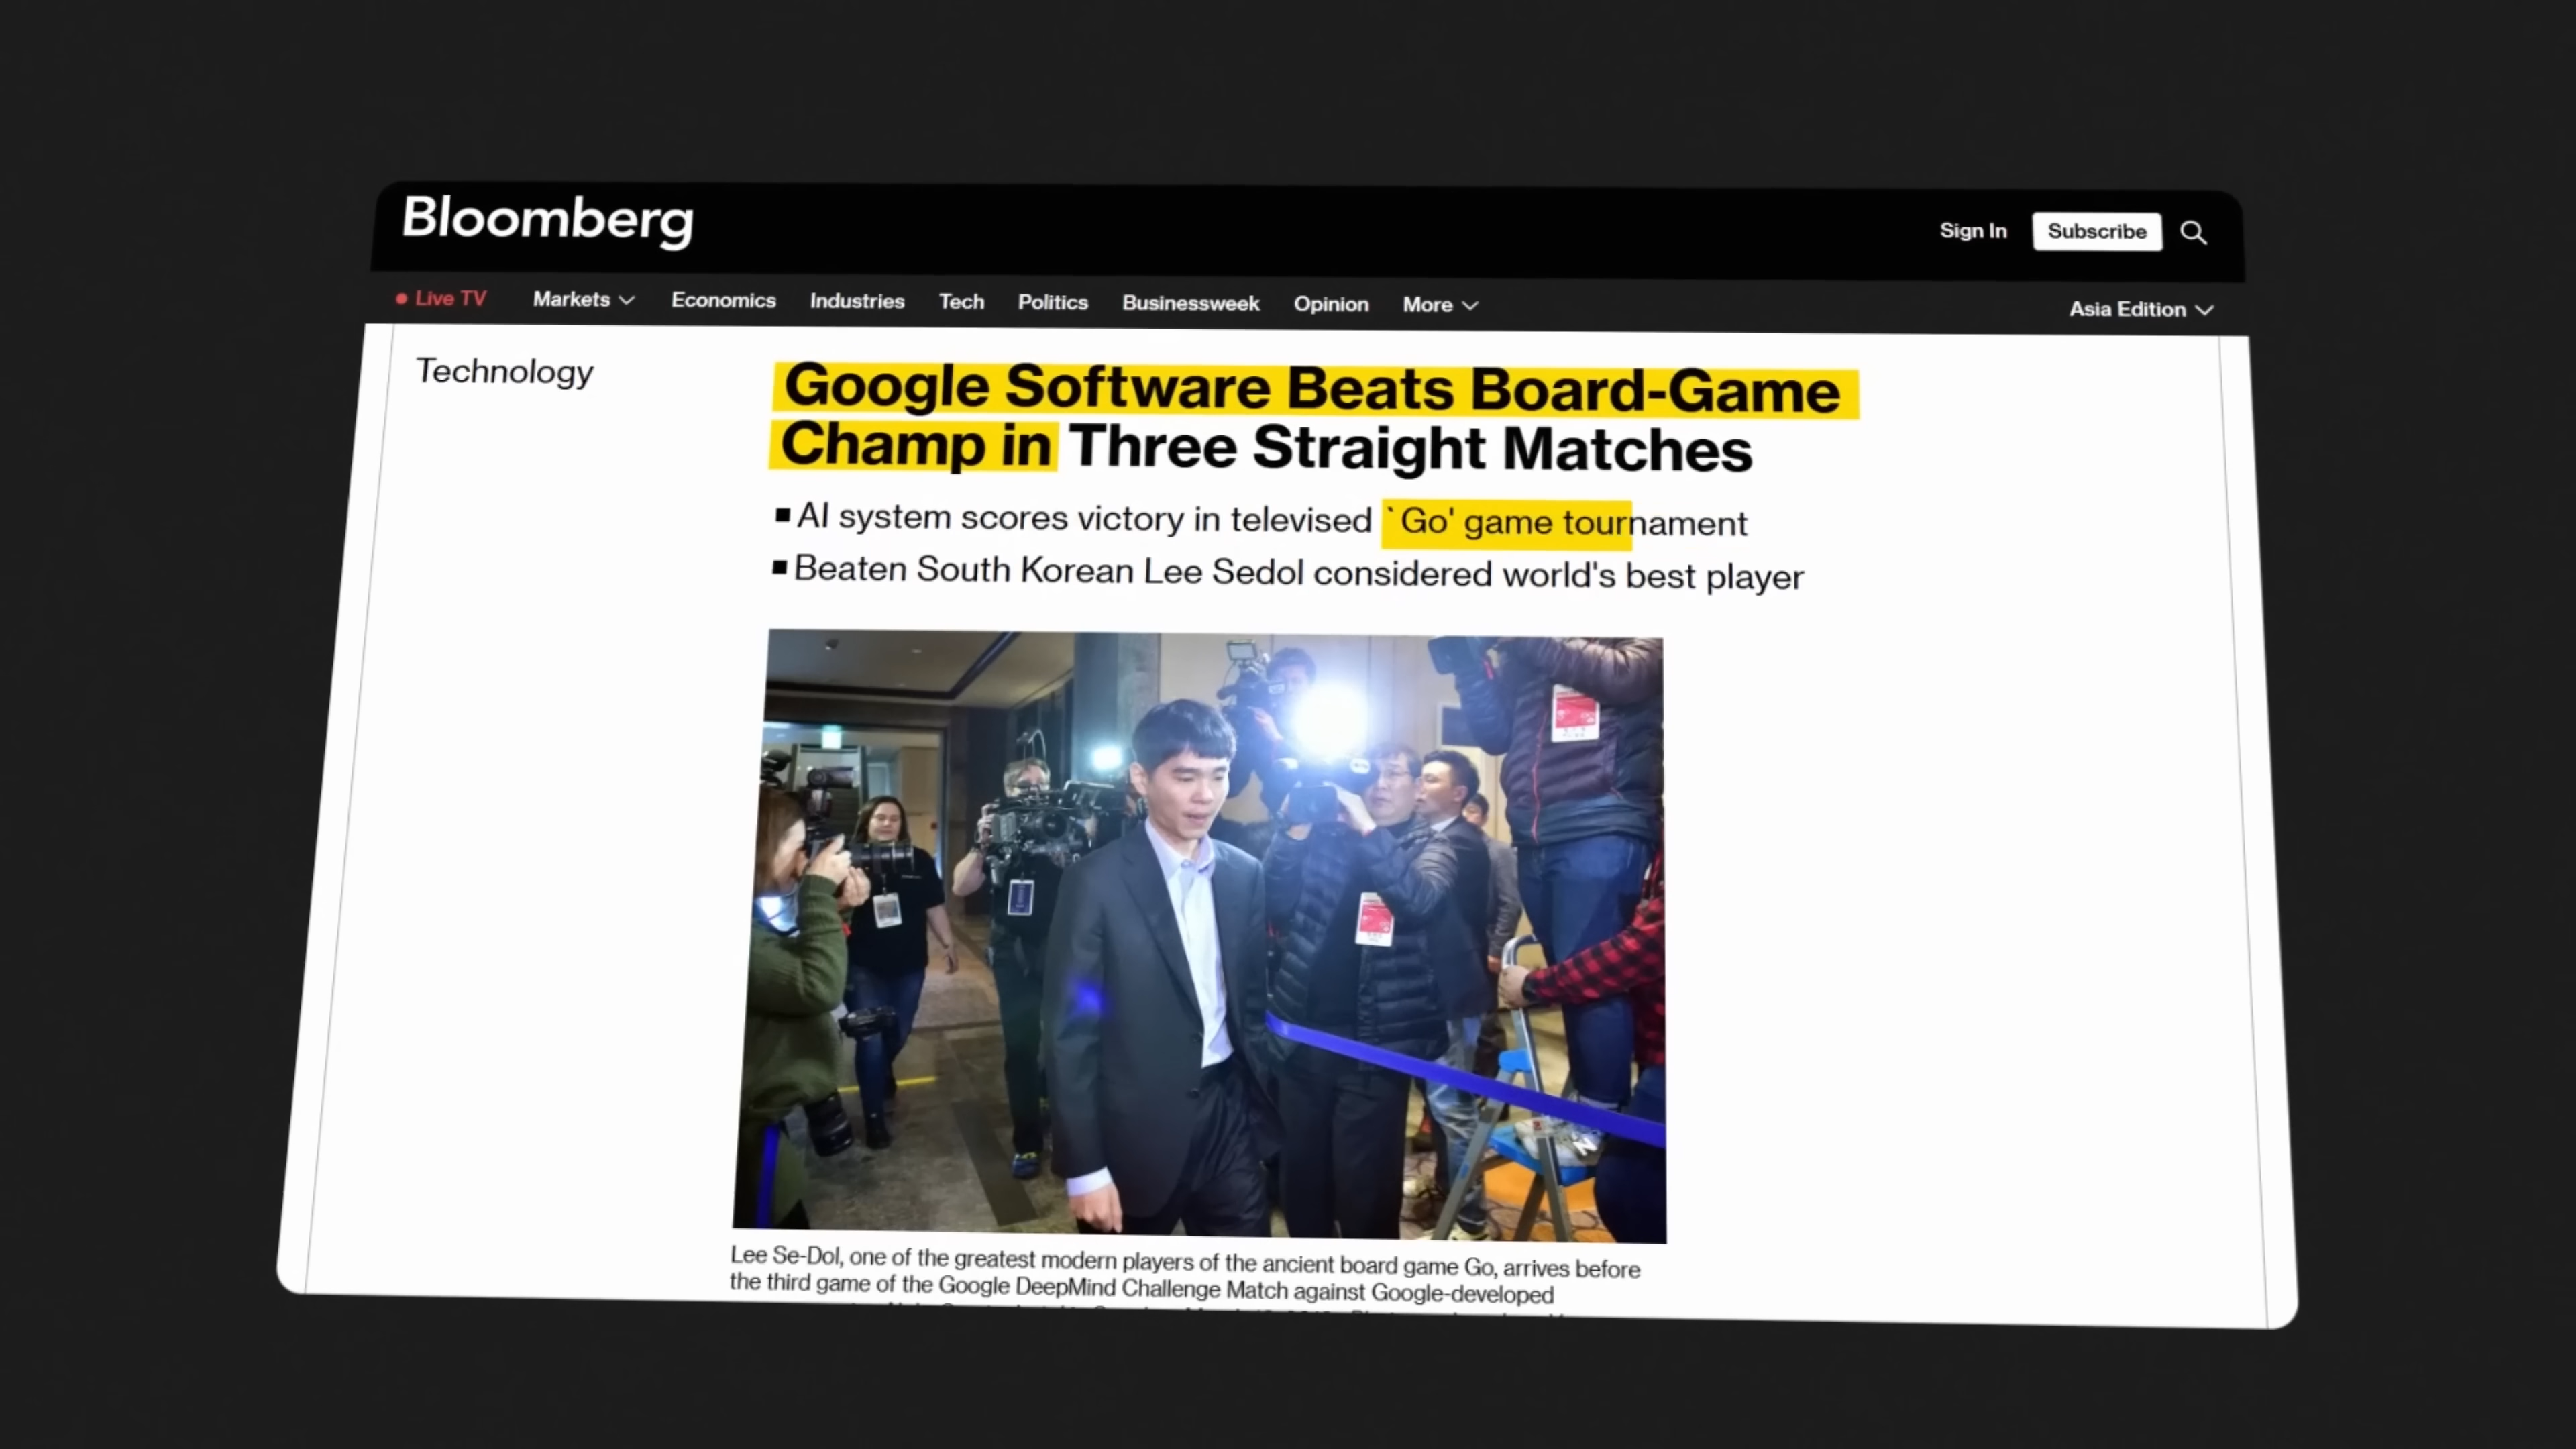 Bloomberg
Sign In
Subscribe
Live TV
Markets
Economics
Industries
Tech
Politics
Businessweek
Opinion
More
Asia Edition
Technology
Google Software Beats Board-Game
Champ in Three Straight Matches
AI system scores victory in televised `Go' game tournament
Beaten South Korean Lee Sedol considered world's best player
Lee Se-Dol, one of the greatest modern players of the ancient board game Go, arrives before
the third game of the Google DeepMind Challenge Match against Google-developed